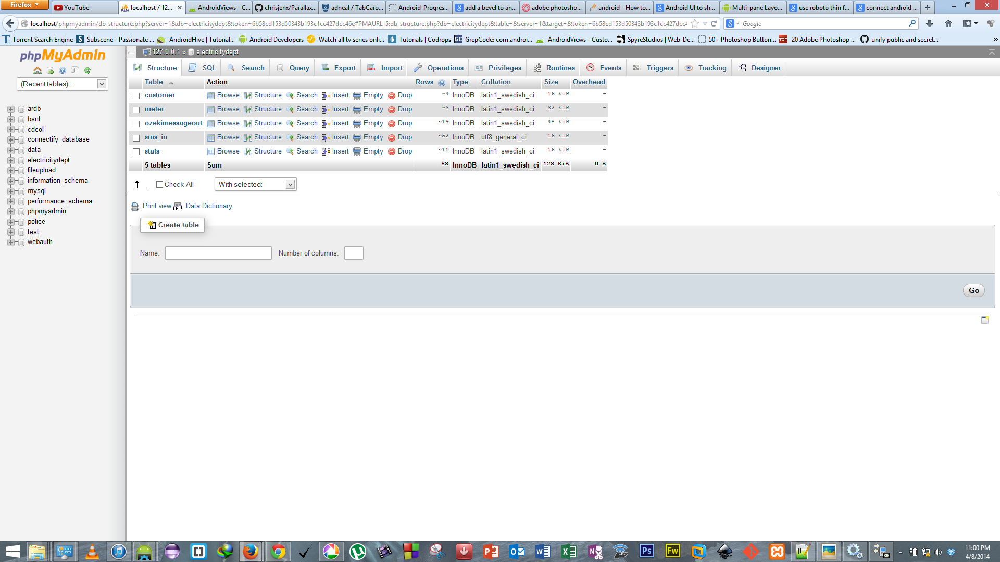 Firefox
YouTube
localhost / 12...
AndroidViews - C...
chrisjenx/Parallax...
adneal / TabCaro...
Android-Progres...
add a bevel to an...
adobe photosho...
android - How to...
Android UI to sh...
Multi-pane Layo...
use roboto thin f...
connect android ...
localhost/phpmyadmin/db_structure.php?server=1&db=electricitydept&token=6b58cd153d50343b193c1cc427dcc46e#PMAURL-5:db_structure.php?db=electricitydept&table=&server=1&target=&token=6b58cd153d50343b193c1cc427dcc4
Google
Torrent Search Engine
Subscene - Passionate ...
AndroidHive | Tutorial...
Android Developers
Watch all tv series onli...
Tutorials | Codrops
GrepCode: com.androi...
AndroidViews - Custo...
SpyreStudios | Web-De...
50+ Photoshop Button...
20 Adobe Photoshop ...
unify public and secret...
phpMyAdmin
(Recent tables) ...
ardb
bsnl
cdcol
connectify_database
data
electricitydept
fileupload
information_schema
mysql
performance_schema
phpmyadmin
police
test
webauth
127.0.0.1 » electricitydept
Structure SQL Search Query Export Import Operations Privileges Routines Events Triggers Tracking Designer
Table Action Rows Type Collation Size Overhead
customer Browse Structure Search Insert Empty Drop ~4 InnoDB latin1_swedish_ci 16 KiB -
meter Browse Structure Search Insert Empty Drop ~3 InnoDB latin1_swedish_ci 32 KiB -
ozekimessageout Browse Structure Search Insert Empty Drop ~19 InnoDB latin1_swedish_ci 48 KiB -
sms_in Browse Structure Search Insert Empty Drop ~52 InnoDB utf8_general_ci 16 KiB -
stats Browse Structure Search Insert Empty Drop ~10 InnoDB latin1_swedish_ci 16 KiB -
5 tables Sum 88 InnoDB latin1_swedish_ci 128 KiB 0 B
Check All With selected:
Print view Data Dictionary
Create table
Name: Number of columns:
Go
11:00 PM
4/8/2014